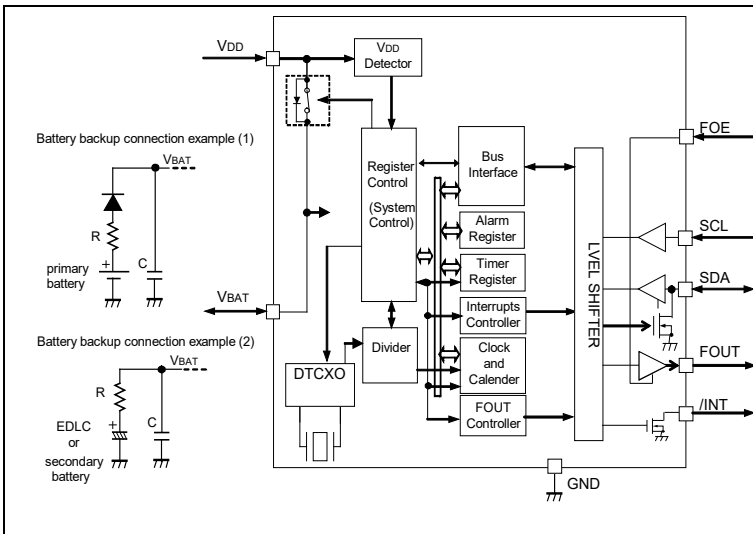 VDD
VDD
Detector
Battery backup connection example (1)
VBAT
R
+
C
primary
battery
VBAT
Battery backup connection example (2)
VBAT
R
+
C
EDLC
or
secondary
battery
Register
Control
(System
Control)
Divider
DTCXO
Bus
Interface
Alarm
Register
Timer
Register
Interrupts
Controller
Clock
and
Calender
FOUT
Controller
LVEL SHIFTER
FOE
SCL
SDA
FOUT
/INT
GND